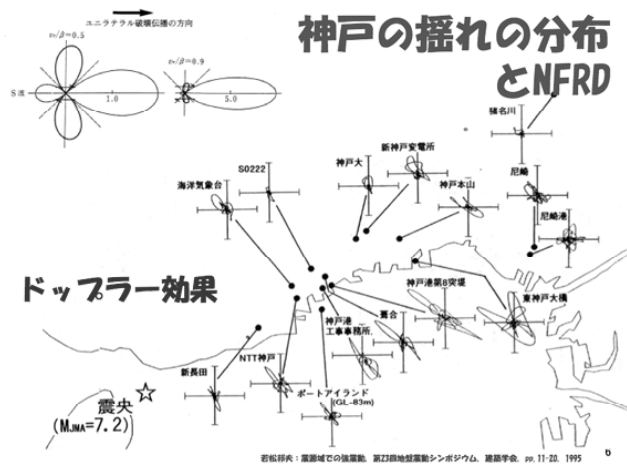 神戸の揺れの分布
とNFRD
ユニラテラル破壊伝播の方向
vr/β=0.5
vr/β=0.9
S波
1.0
5.0
猪名川
新神戸変電所
神戸大
尼崎
S0222
海洋気象台
神戸本山
尼崎港
ドップラー効果
神戸港第8突堤
東神戸大橋
神戸港
工事事務所
葺合
新長田
NTT神戸
ポートアイランド
(GL-83m)
震央
(MJMA=7.2)
若松邦夫:震源域での強震動, 第23回地盤震動シンポジウム, 建築学会, pp.11-20, 1995
6